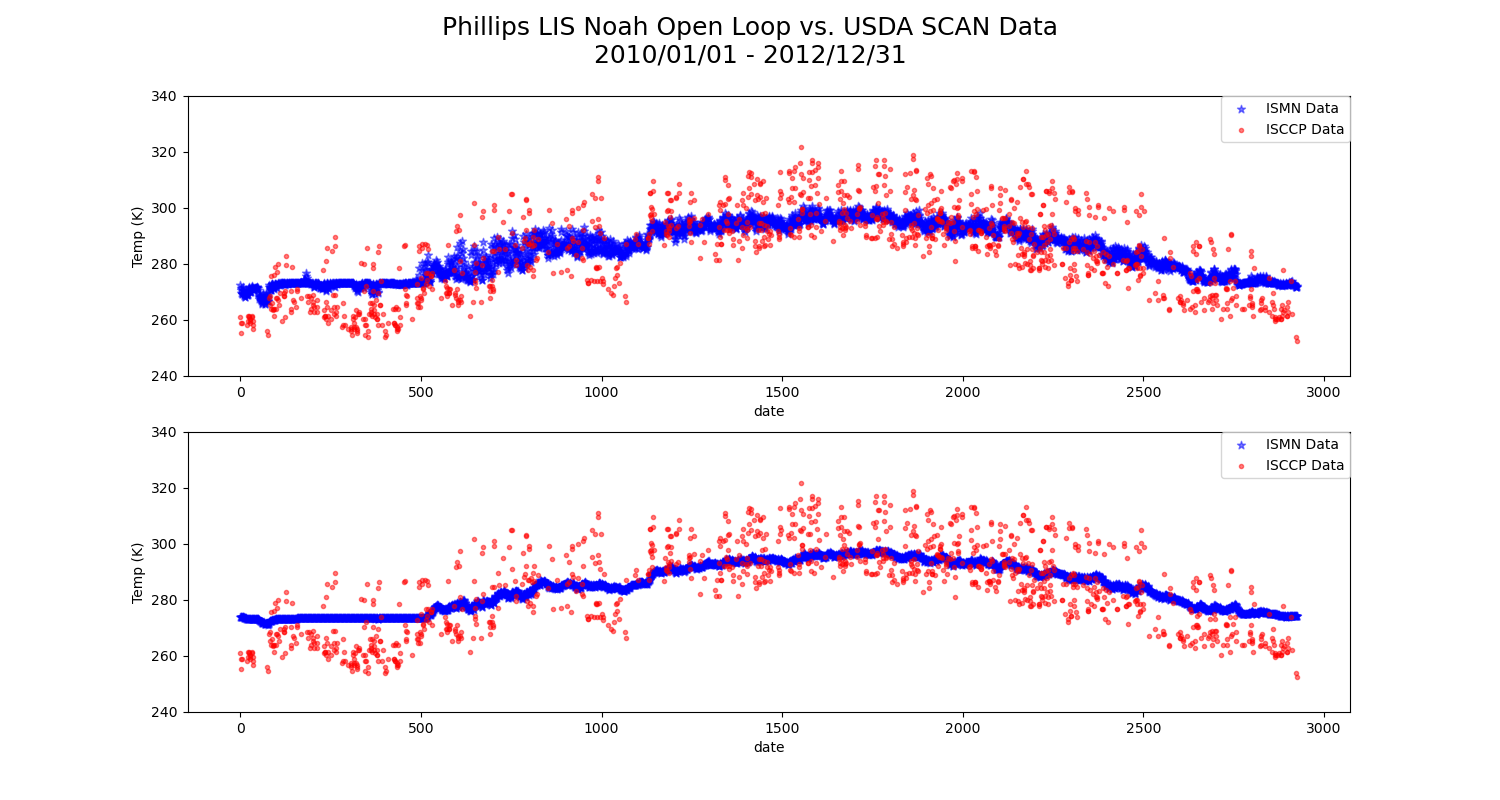 Phillips LIS Noah Open Loop vs. USDA SCAN Data
2010/01/01 - 2012/12/31
340
320
300
280
260
240
Temp (K)
ISMN Data
ISCCP Data
0 500 1000 1500 2000 2500 3000
date
340
320
300
280
260
240
Temp (K)
ISMN Data
ISCCP Data
0 500 1000 1500 2000 2500 3000
date